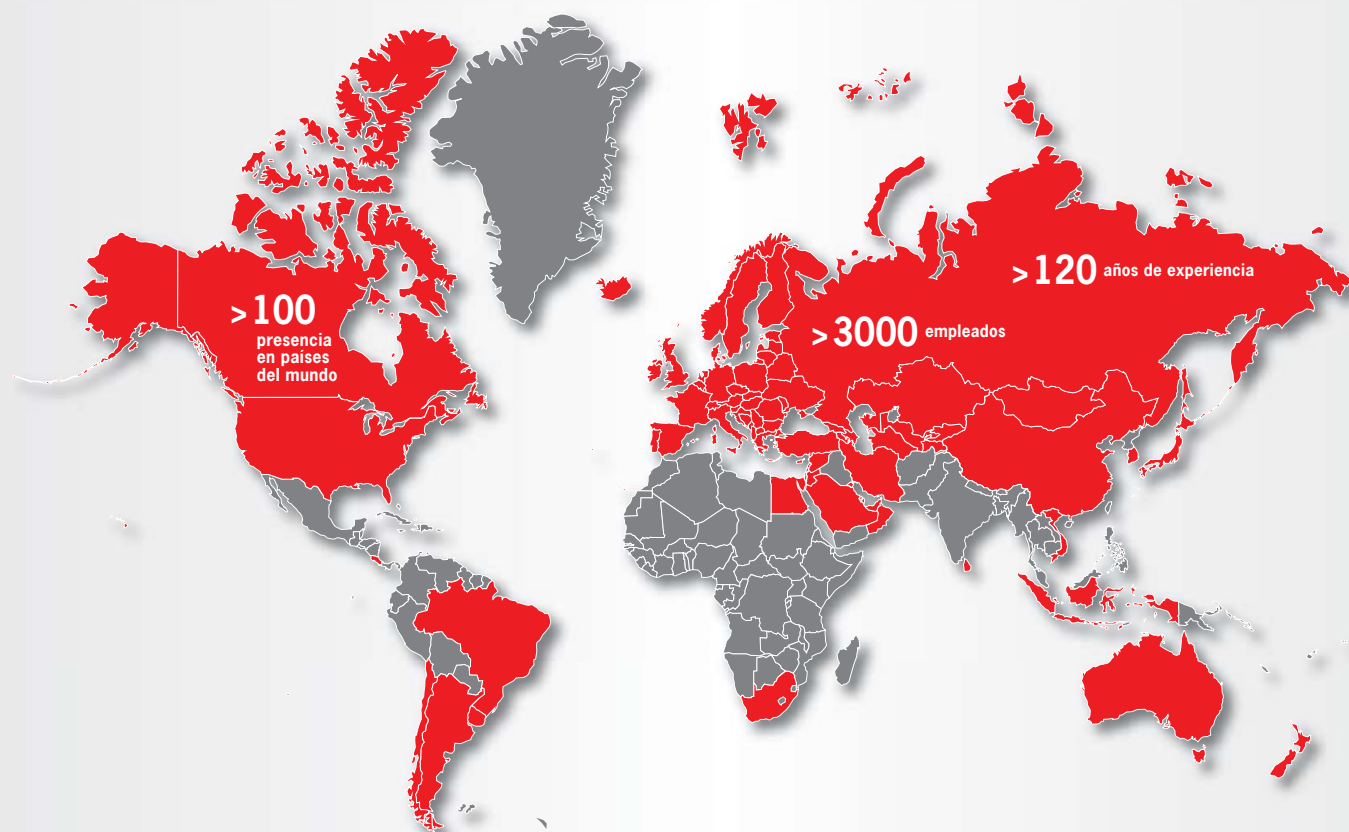 > 100
presencia
en países
del mundo
> 120 años de experiencia
> 3000 empleados